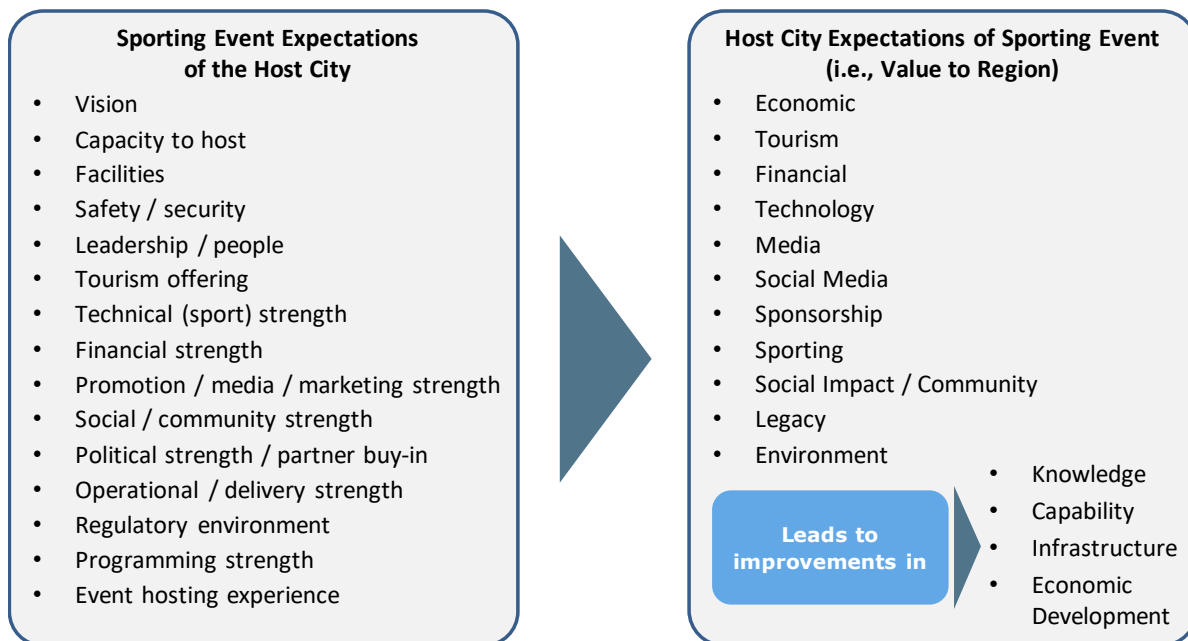 Sporting Event Expectations
of the Host City
• Vision
• Capacity to host
• Facilities
• Safety / security
• Leadership / people
• Tourism offering
• Technical (sport) strength
• Financial strength
• Promotion / media / marketing strength
• Social / community strength
• Political strength / partner buy-in
• Operational / delivery strength
• Regulatory environment
• Programming strength
• Event hosting experience
Host City Expectations of Sporting Event
(i.e., Value to Region)
• Economic
• Tourism
• Financial
• Technology
• Media
• Social Media
• Sponsorship
• Sporting
• Social Impact / Community
• Legacy
• Environment
Leads to
improvements in
• Knowledge
• Capability
• Infrastructure
• Economic
Development